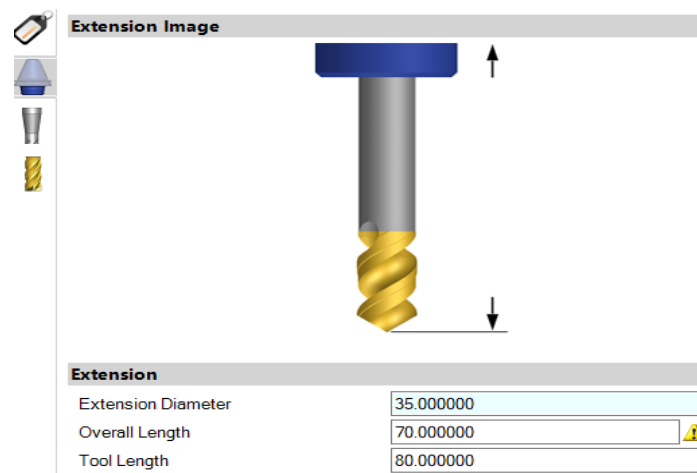 Extension Image
Extension
Extension Diameter 35.000000
Overall Length 70.000000
Tool Length 80.000000